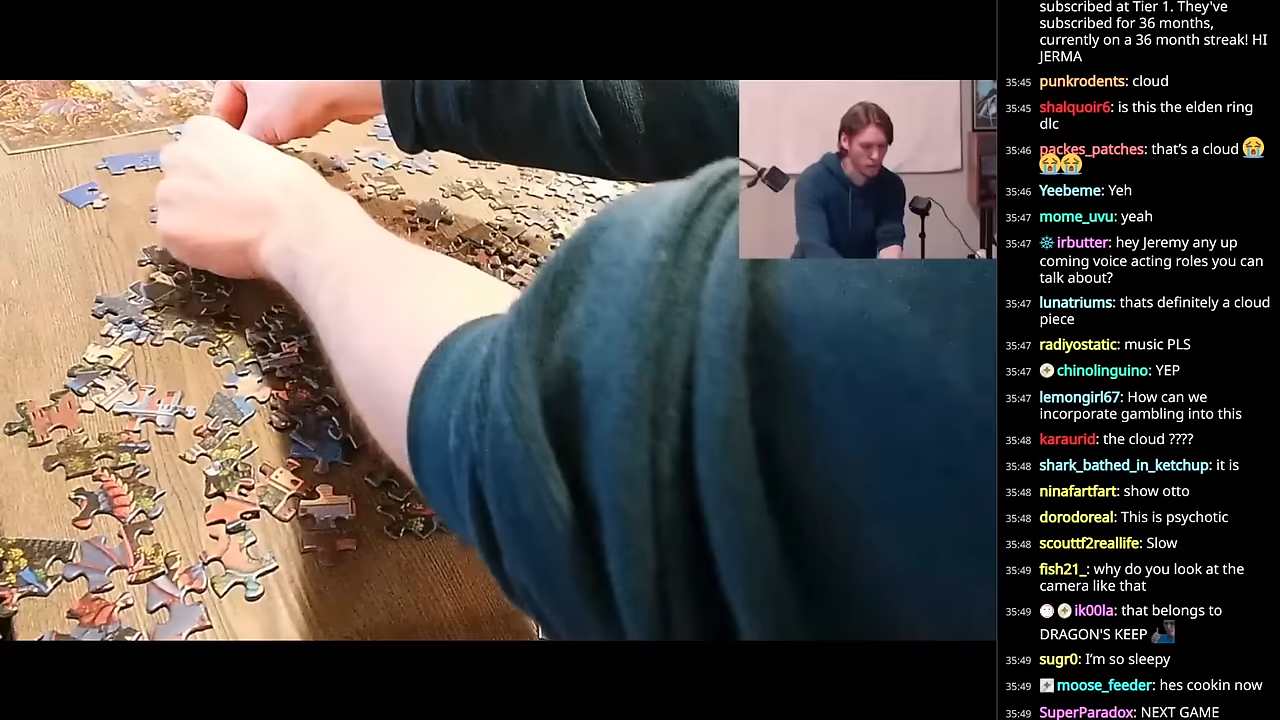 subscribed at Tier 1. They've
subscribed for 36 months,
currently on a 36 month streak! HI
JERMA
35:45 punkrodents: cloud
35:45 shalquoir6: is this the elden ring
dlc
35:46 packes_patches: that's a cloud 😭
😭😭
35:46 Yeebeme: Yeh
35:47 mome_uvu: yeah
35:47 irbutter: hey Jeremy any up
coming voice acting roles you can
talk about?
35:47 lunatriums: thats definitely a cloud
piece
35:47 radiyostatic: music PLS
35:47 chinolinguino: YEP
35:47 lemongirl67: How can we
incorporate gambling into this
35:48 karaurid: the cloud ????
35:48 shark_bathed_in_ketchup: it is
35:48 ninafartfart: show otto
35:48 dorodoreal: This is psychotic
35:48 scouttf2reallife: Slow
35:49 fish21_: why do you look at the
camera like that
35:49 ik00la: that belongs to
DRAGON'S KEEP
35:49 sugr0: I'm so sleepy
35:49 moose_feeder: hes cookin now
35:49 SuperParadox: NEXT GAME